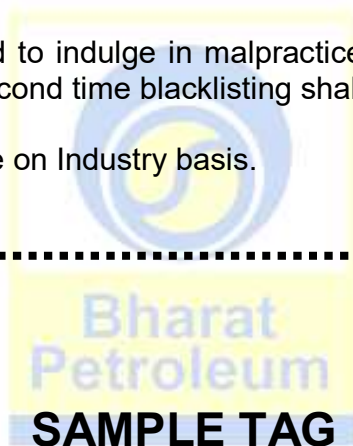 d to indulge in malpractice
cond time blacklisting shal
e on Industry basis.
Bharat
Petroleum
SAMPLE TAG